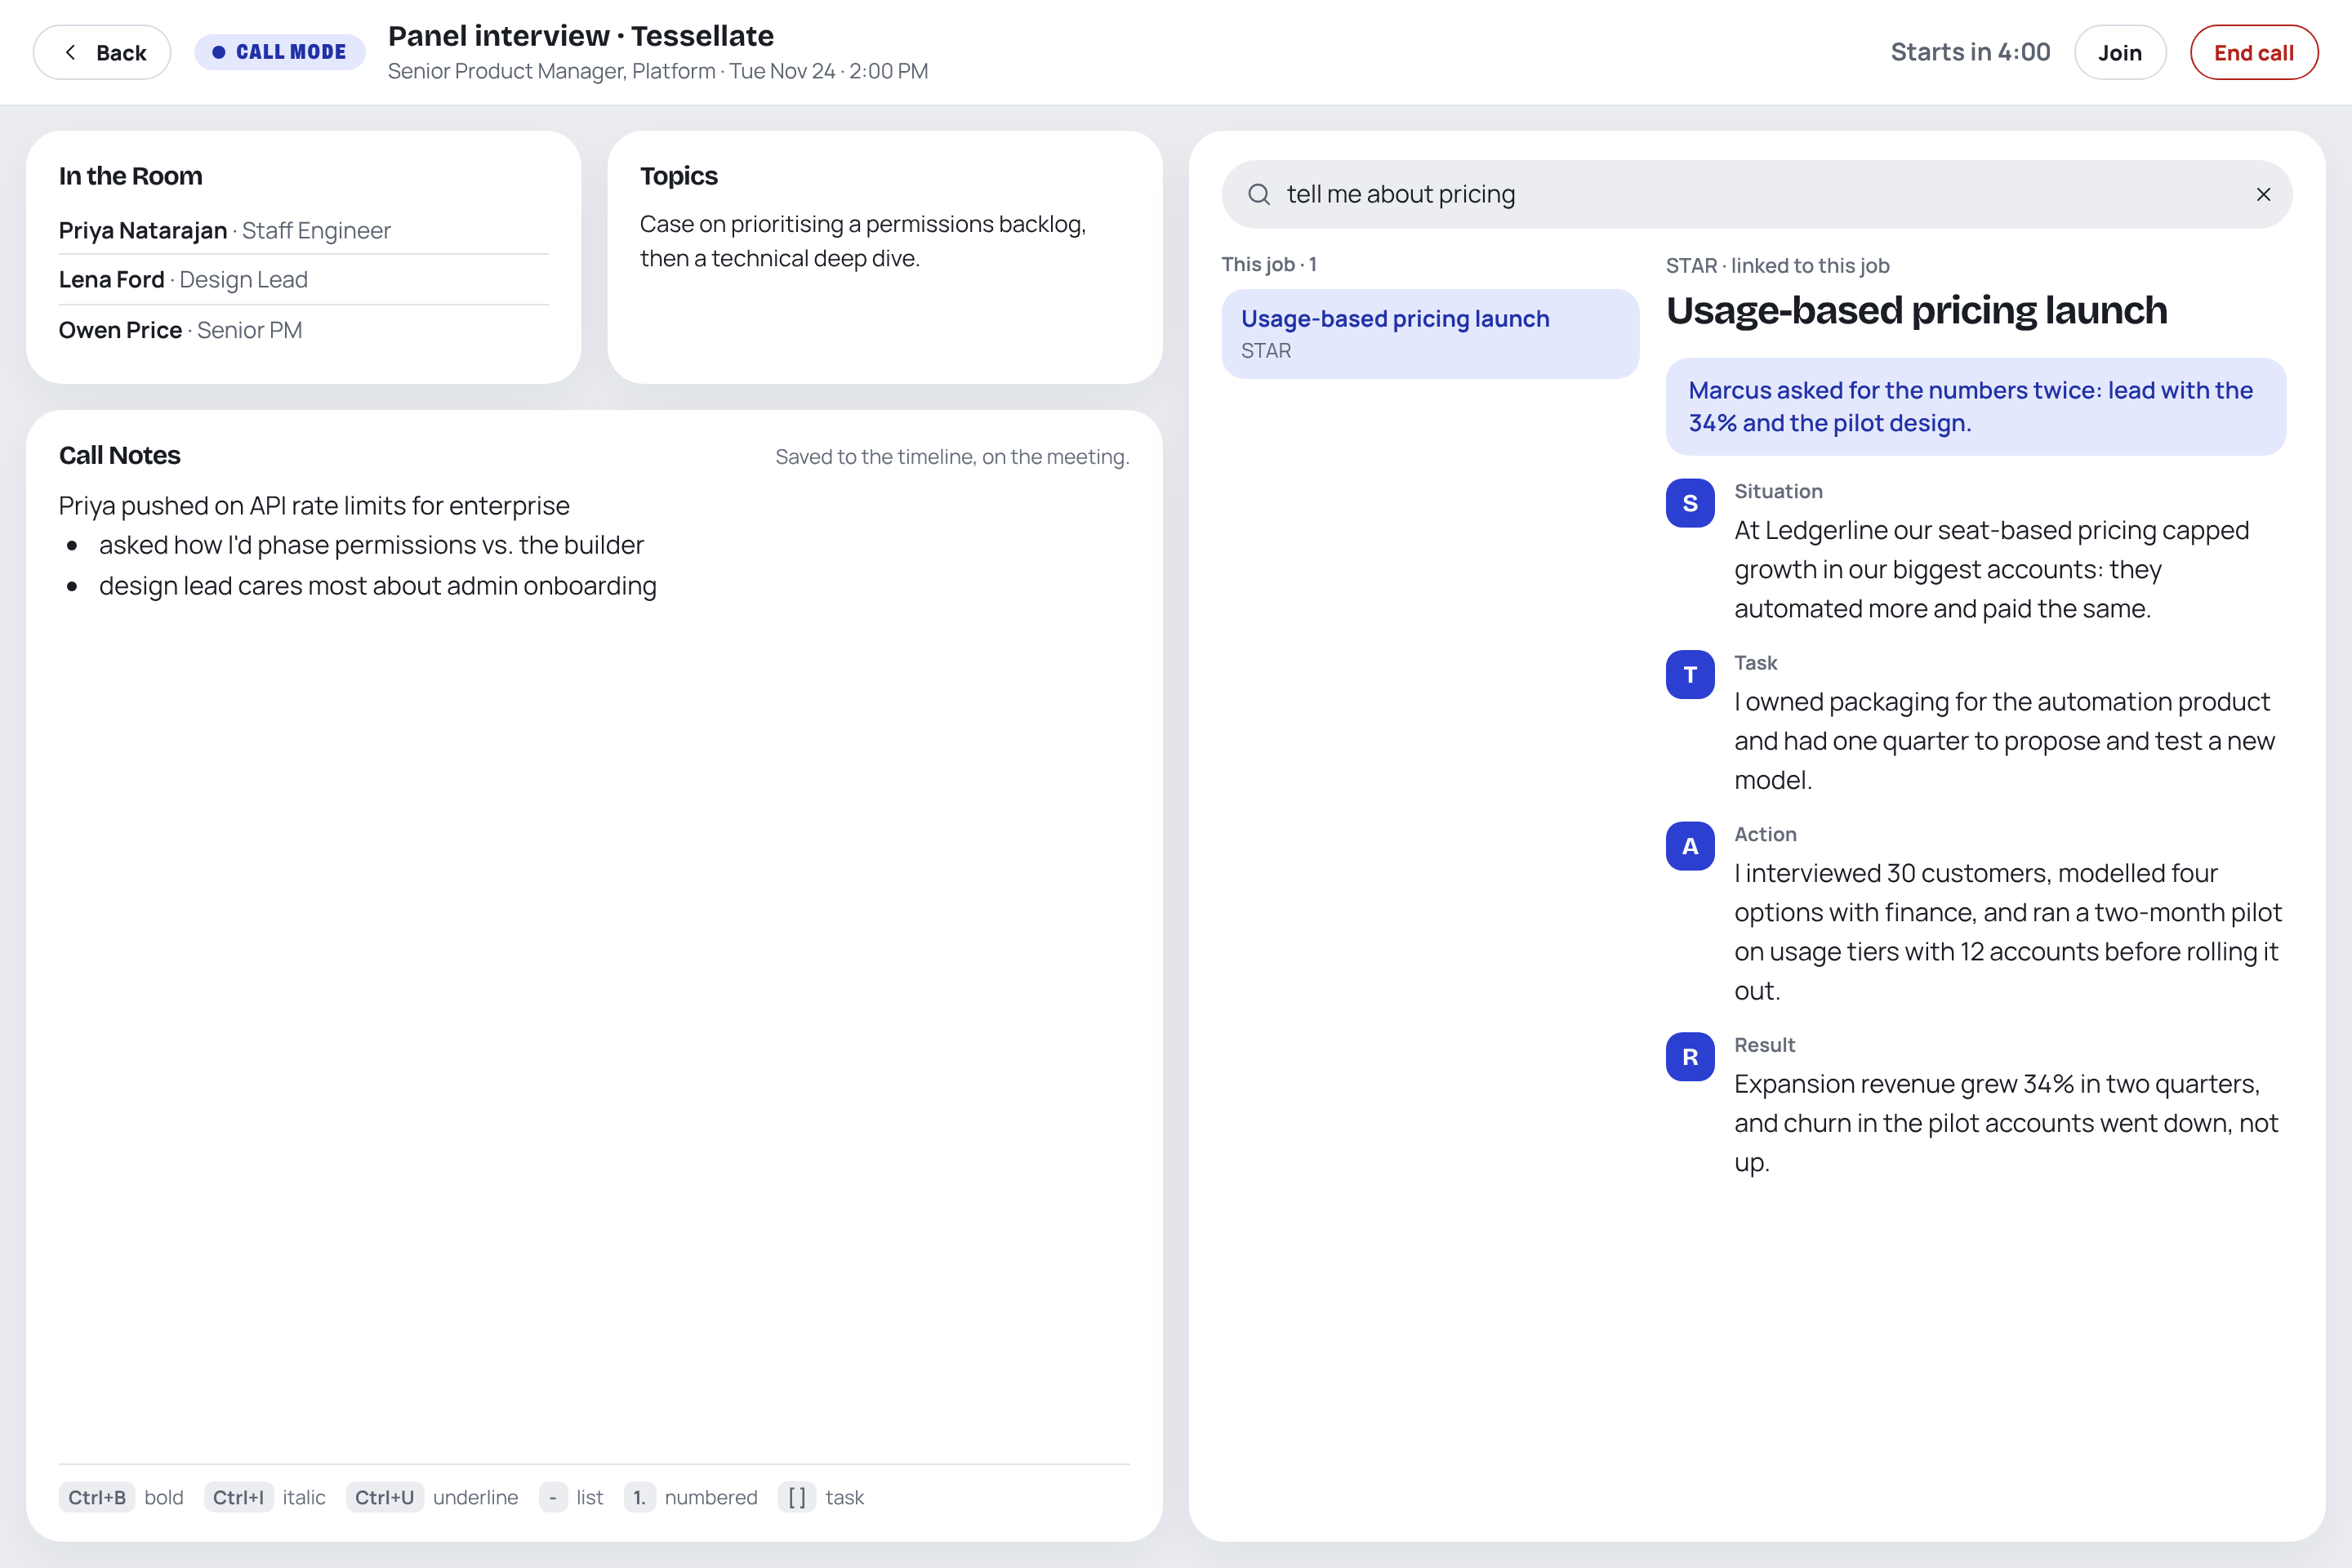 Back
CALL MODE
Panel interview · Tessellate
Senior Product Manager, Platform · Tue Nov 24 · 2:00 PM
Starts in 4:00
Join
End call
In the Room
Priya Natarajan · Staff Engineer
Lena Ford · Design Lead
Owen Price · Senior PM
Topics
Case on prioritising a permissions backlog,
then a technical deep dive.
Call Notes
Saved to the timeline, on the meeting.
Priya pushed on API rate limits for enterprise
• asked how I'd phase permissions vs. the builder
• design lead cares most about admin onboarding
Ctrl+B bold Ctrl+I italic Ctrl+U underline - list 1. numbered [ ] task
tell me about pricing
This job · 1
Usage-based pricing launch
STAR
STAR · linked to this job
Usage-based pricing launch
Marcus asked for the numbers twice: lead with the
34% and the pilot design.
S Situation
At Ledgerline our seat-based pricing capped
growth in our biggest accounts: they
automated more and paid the same.
T Task
I owned packaging for the automation product
and had one quarter to propose and test a new
model.
A Action
I interviewed 30 customers, modelled four
options with finance, and ran a two-month pilot
on usage tiers with 12 accounts before rolling it
out.
R Result
Expansion revenue grew 34% in two quarters,
and churn in the pilot accounts went down, not
up.